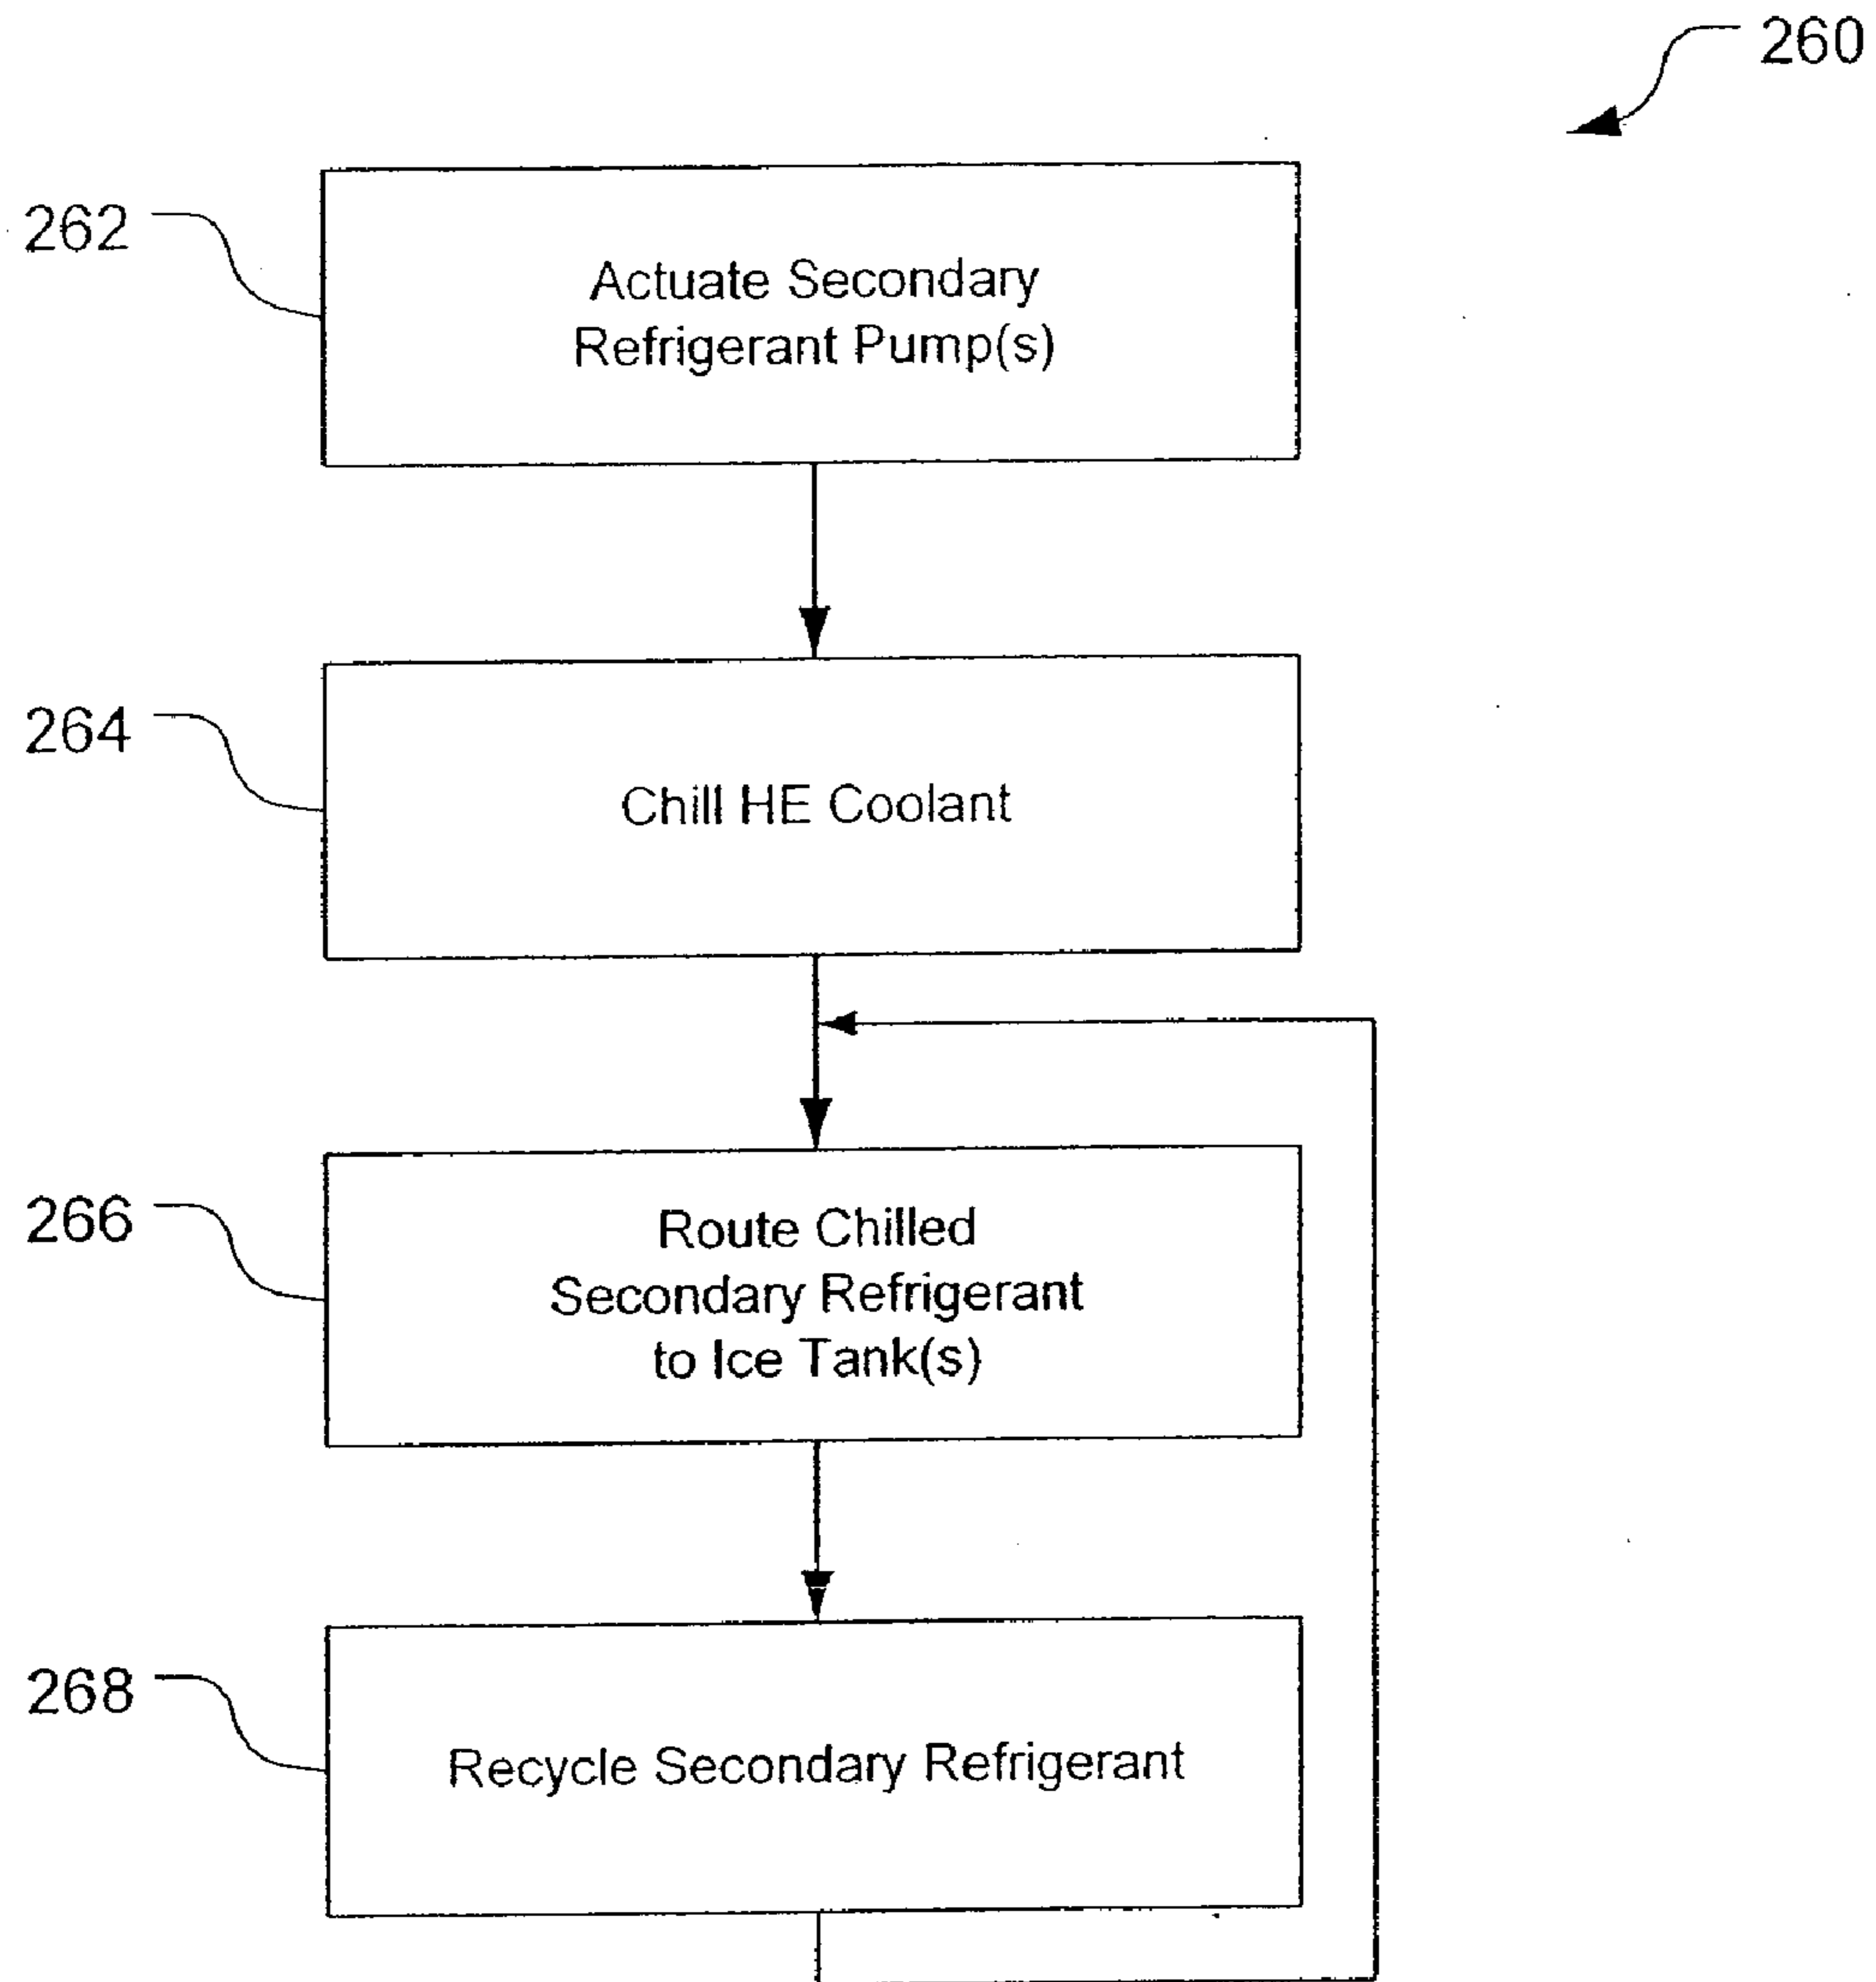 260
262
Actuate Secondary
Refrigerant Pump(s)
264
Chill HE Coolant
266
Route Chilled
Secondary Refrigerant
to Ice Tank(s)
268
Recycle Secondary Refrigerant